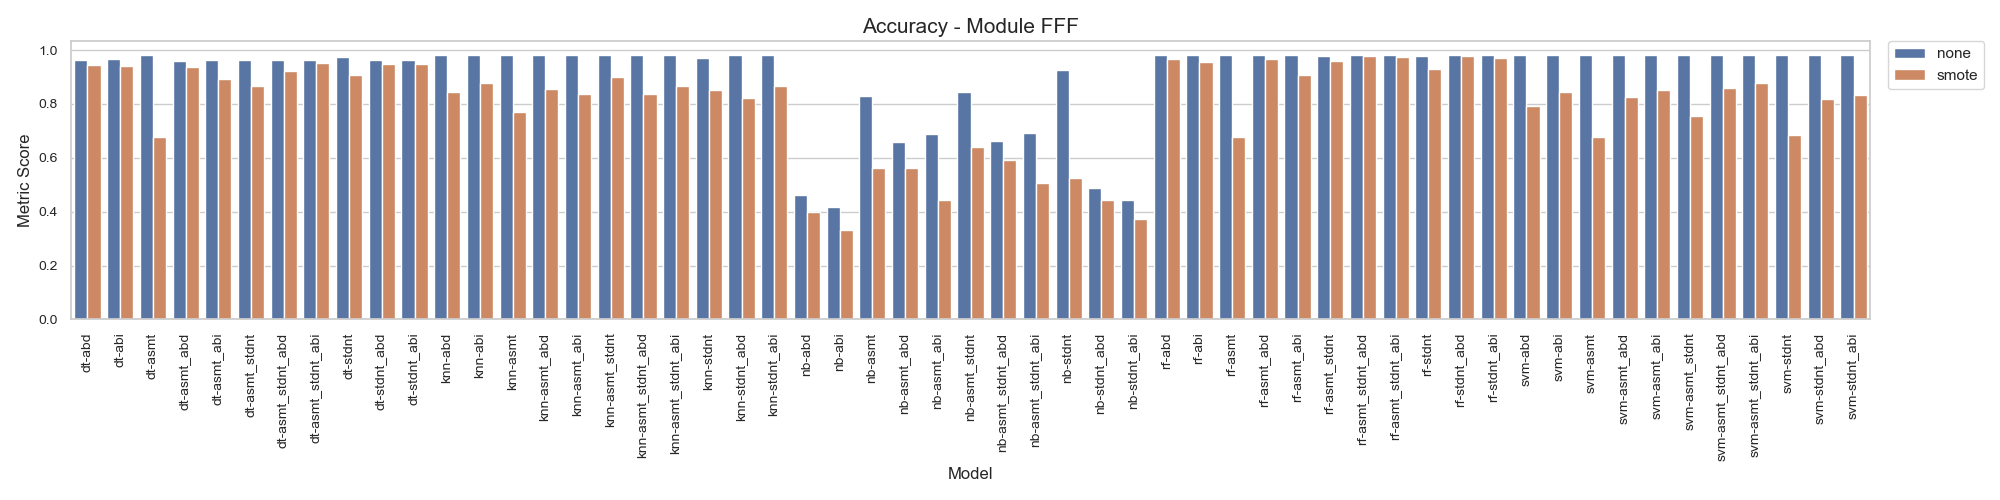 Accuracy - Module FFF
none
smote
Metric Score
1.0
0.8
0.6
0.4
0.2
0.0
dt-abd
dt-abi
dt-asmt
dt-asmt_abd
dt-asmt_abi
dt-asmt_stdnt
dt-asmt_stdnt_abd
dt-asmt_stdnt_abi
dt-stdnt
dt-stdnt_abd
dt-stdnt_abi
knn-abd
knn-abi
knn-asmt
knn-asmt_abd
knn-asmt_abi
knn-asmt_stdnt
knn-asmt_stdnt_abd
knn-asmt_stdnt_abi
knn-stdnt
knn-stdnt_abd
knn-stdnt_abi
nb-abd
nb-abi
nb-asmt
nb-asmt_abd
nb-asmt_abi
nb-asmt_stdnt
nb-asmt_stdnt_abd
nb-asmt_stdnt_abi
nb-stdnt
nb-stdnt_abd
nb-stdnt_abi
rf-abd
rf-abi
rf-asmt
rf-asmt_abd
rf-asmt_abi
rf-asmt_stdnt
rf-asmt_stdnt_abd
rf-asmt_stdnt_abi
rf-stdnt
rf-stdnt_abd
rf-stdnt_abi
svm-abd
svm-abi
svm-asmt
svm-asmt_abd
svm-asmt_abi
svm-asmt_stdnt
svm-asmt_stdnt_abd
svm-asmt_stdnt_abi
svm-stdnt
svm-stdnt_abd
svm-stdnt_abi
Model